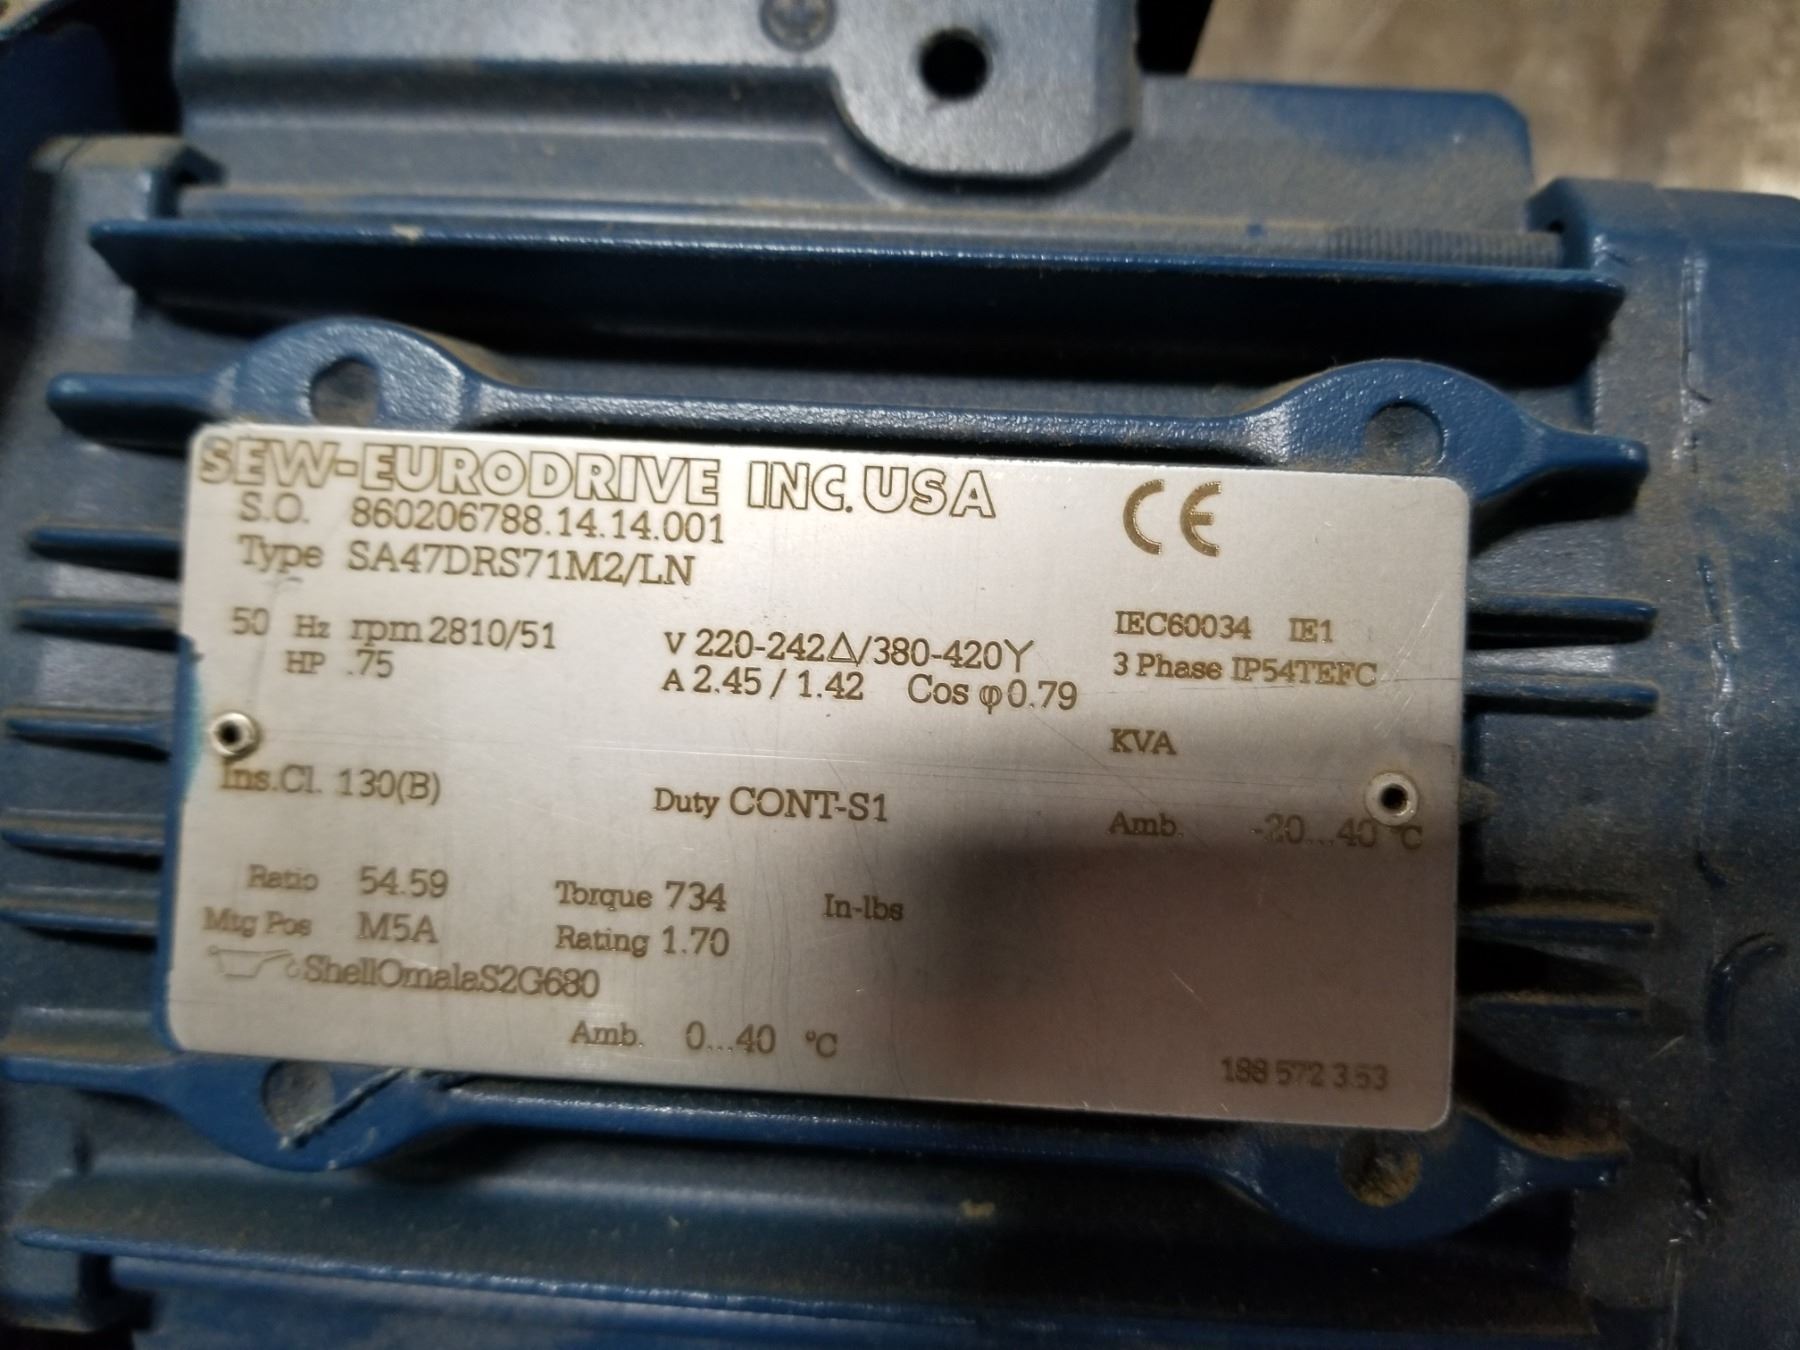 SEW-EURODRIVE INC. USA
CE
S.O. 860206788.14.14.001
Type SA47DRS71M2/LN
50 Hz rpm 2810/51 V 220-242△/380-420Y IEC60034 IE1
HP .75 A 2.45 / 1.42 Cos φ 0.79 3 Phase IP54TEFC
KVA
Ins.Cl. 130(B) Duty CONT-S1 Amb. -20...40 °C
Ratio 54.59 Torque 734 In-lbs
Mtg Pos M5A Rating 1.70
ShellOmalaS2G680
Amb. 0...40 °C
188 572 3.53